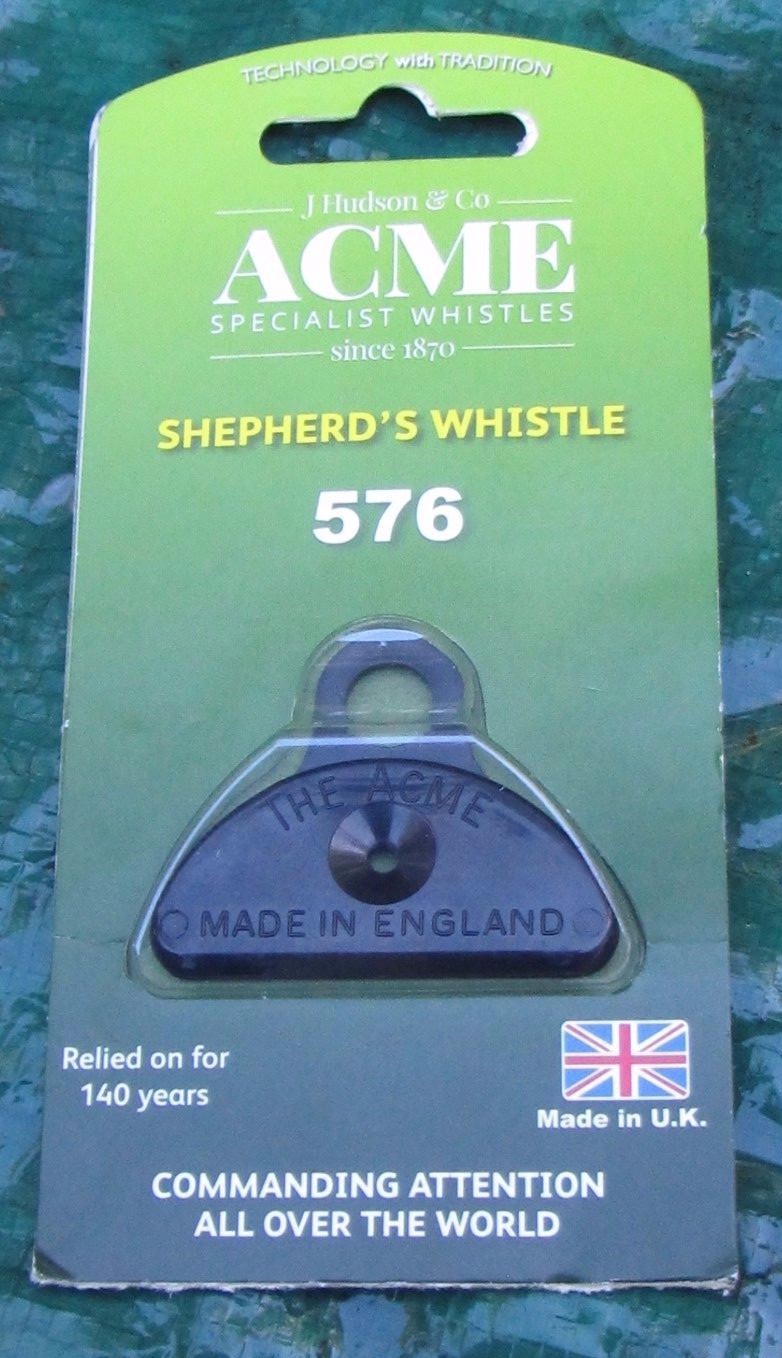 TECHNOLOGY with TRADITION
J Hudson & Co
ACME
SPECIALIST WHISTLES
since 1870
SHEPHERD'S WHISTLE
576
THE ACME
MADE IN ENGLAND
Relied on for
140 years
Made in U.K.
COMMANDING ATTENTION
ALL OVER THE WORLD